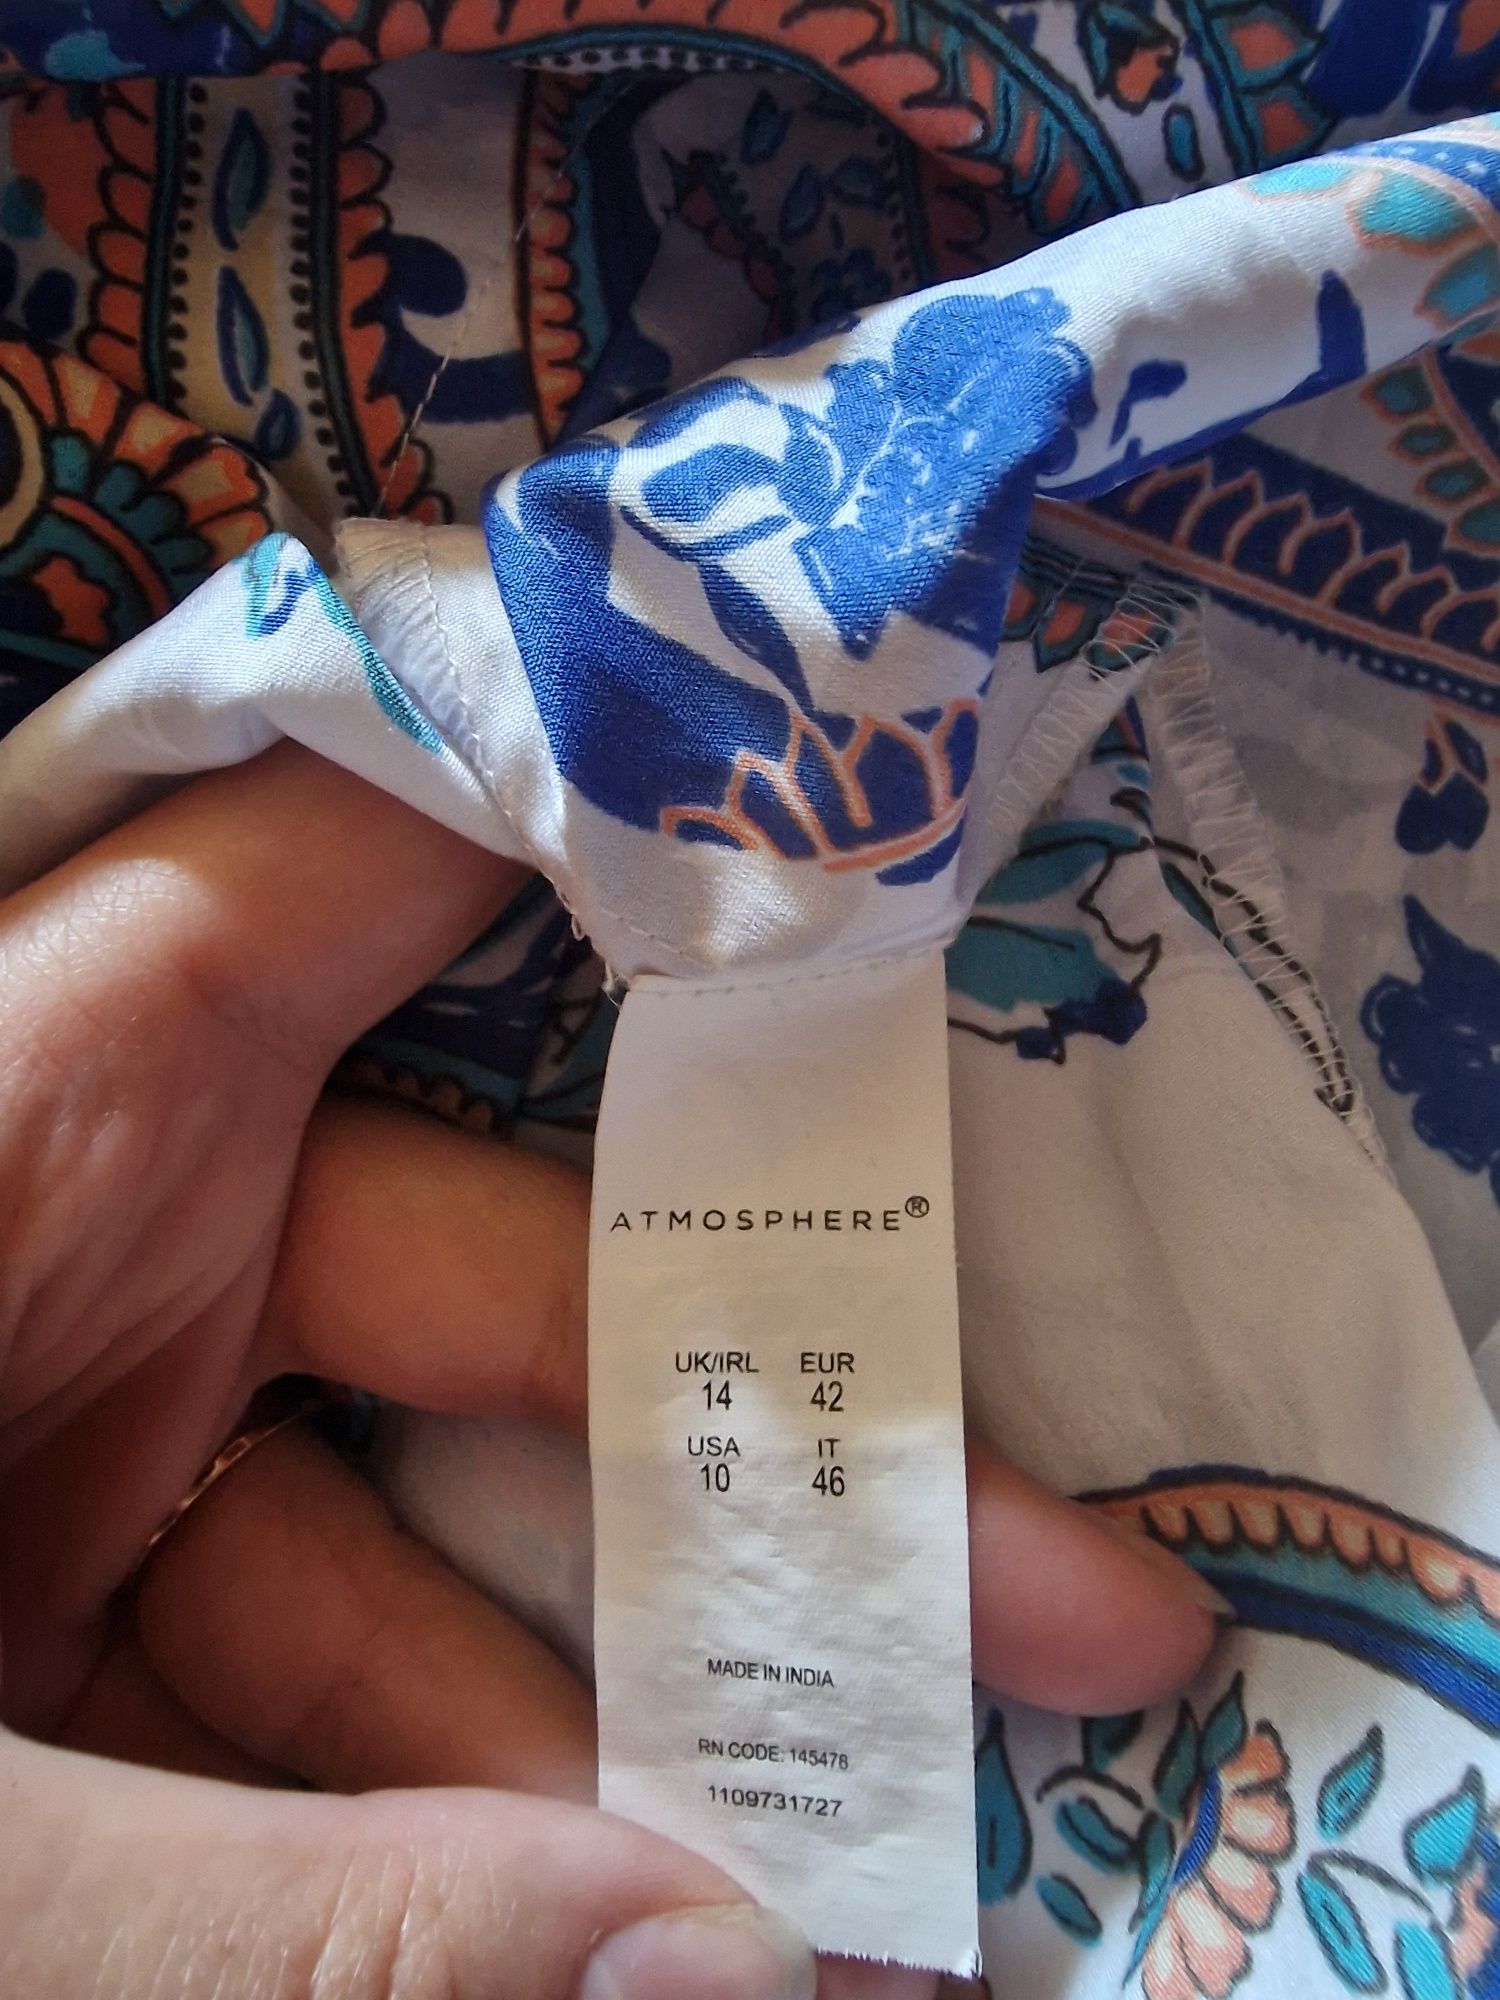 ATMOSPHERE®
UK/IRL EUR
14 42
USA IT
10 46
MADE IN INDIA
RN CODE: 145478
1109731727